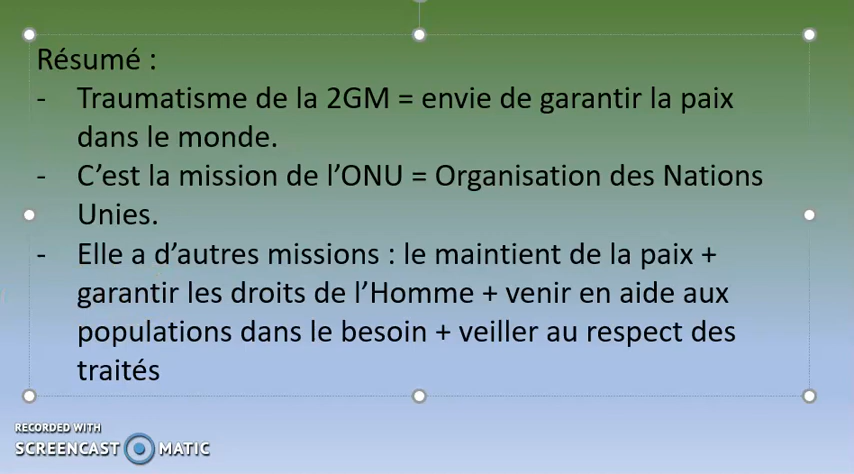 Résumé :
- Traumatisme de la 2GM = envie de garantir la paix
dans le monde.
- C’est la mission de l’ONU = Organisation des Nations
Unies.
- Elle a d’autres missions : le maintient de la paix +
garantir les droits de l’Homme + venir en aide aux
populations dans le besoin + veiller au respect des
traités
RECORDED WITH
SCREENCAST MATIC